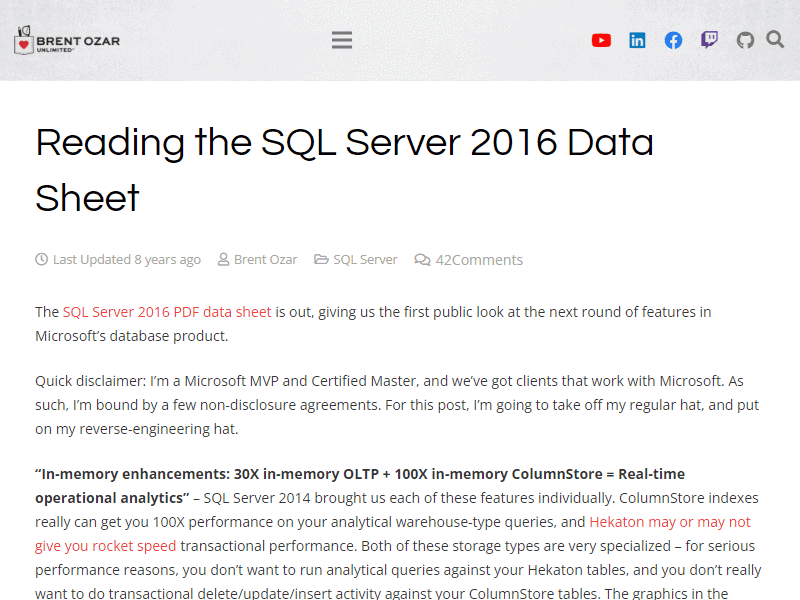 BRENT OZAR
UNLIMITED®
Reading the SQL Server 2016 Data
Sheet
Last Updated 8 years ago Brent Ozar SQL Server 42Comments
The SQL Server 2016 PDF data sheet is out, giving us the first public look at the next round of features in
Microsoft’s database product.
Quick disclaimer: I’m a Microsoft MVP and Certified Master, and we’ve got clients that work with Microsoft. As
such, I’m bound by a few non-disclosure agreements. For this post, I’m going to take off my regular hat, and put
on my reverse-engineering hat.
“In-memory enhancements: 30X in-memory OLTP + 100X in-memory ColumnStore = Real-time
operational analytics” – SQL Server 2014 brought us each of these features individually. ColumnStore indexes
really can get you 100X performance on your analytical warehouse-type queries, and Hekaton may or may not
give you rocket speed transactional performance. Both of these storage types are very specialized – for serious
performance reasons, you don’t want to run analytical queries against your Hekaton tables, and you don’t really
want to do transactional delete/update/insert activity against your ColumnStore tables. The graphics in the